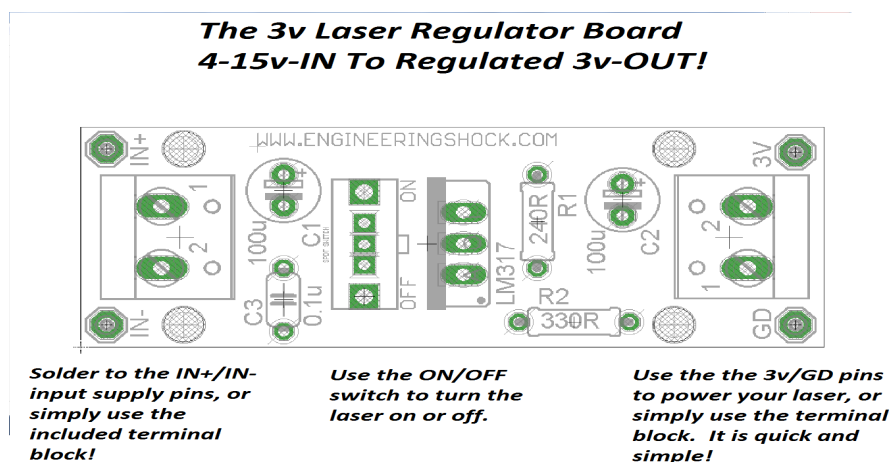 The 3v Laser Regulator Board
4-15v-IN To Regulated 3v-OUT!
WWW.ENGINEERINGSHOCK.COM
IN+
1
2
IN-
+
100u
C1
C3
0.1u
SPDT SWITCH
ON
OFF
LM317
240R
R1
R2
330R
+
100u
C2
3V
2
1
GD
Solder to the IN+/IN-
input supply pins, or
simply use the
included terminal
block!
Use the ON/OFF
switch to turn the
laser on or off.
Use the the 3v/GD pins
to power your laser, or
simply use the terminal
block. It is quick and
simple!